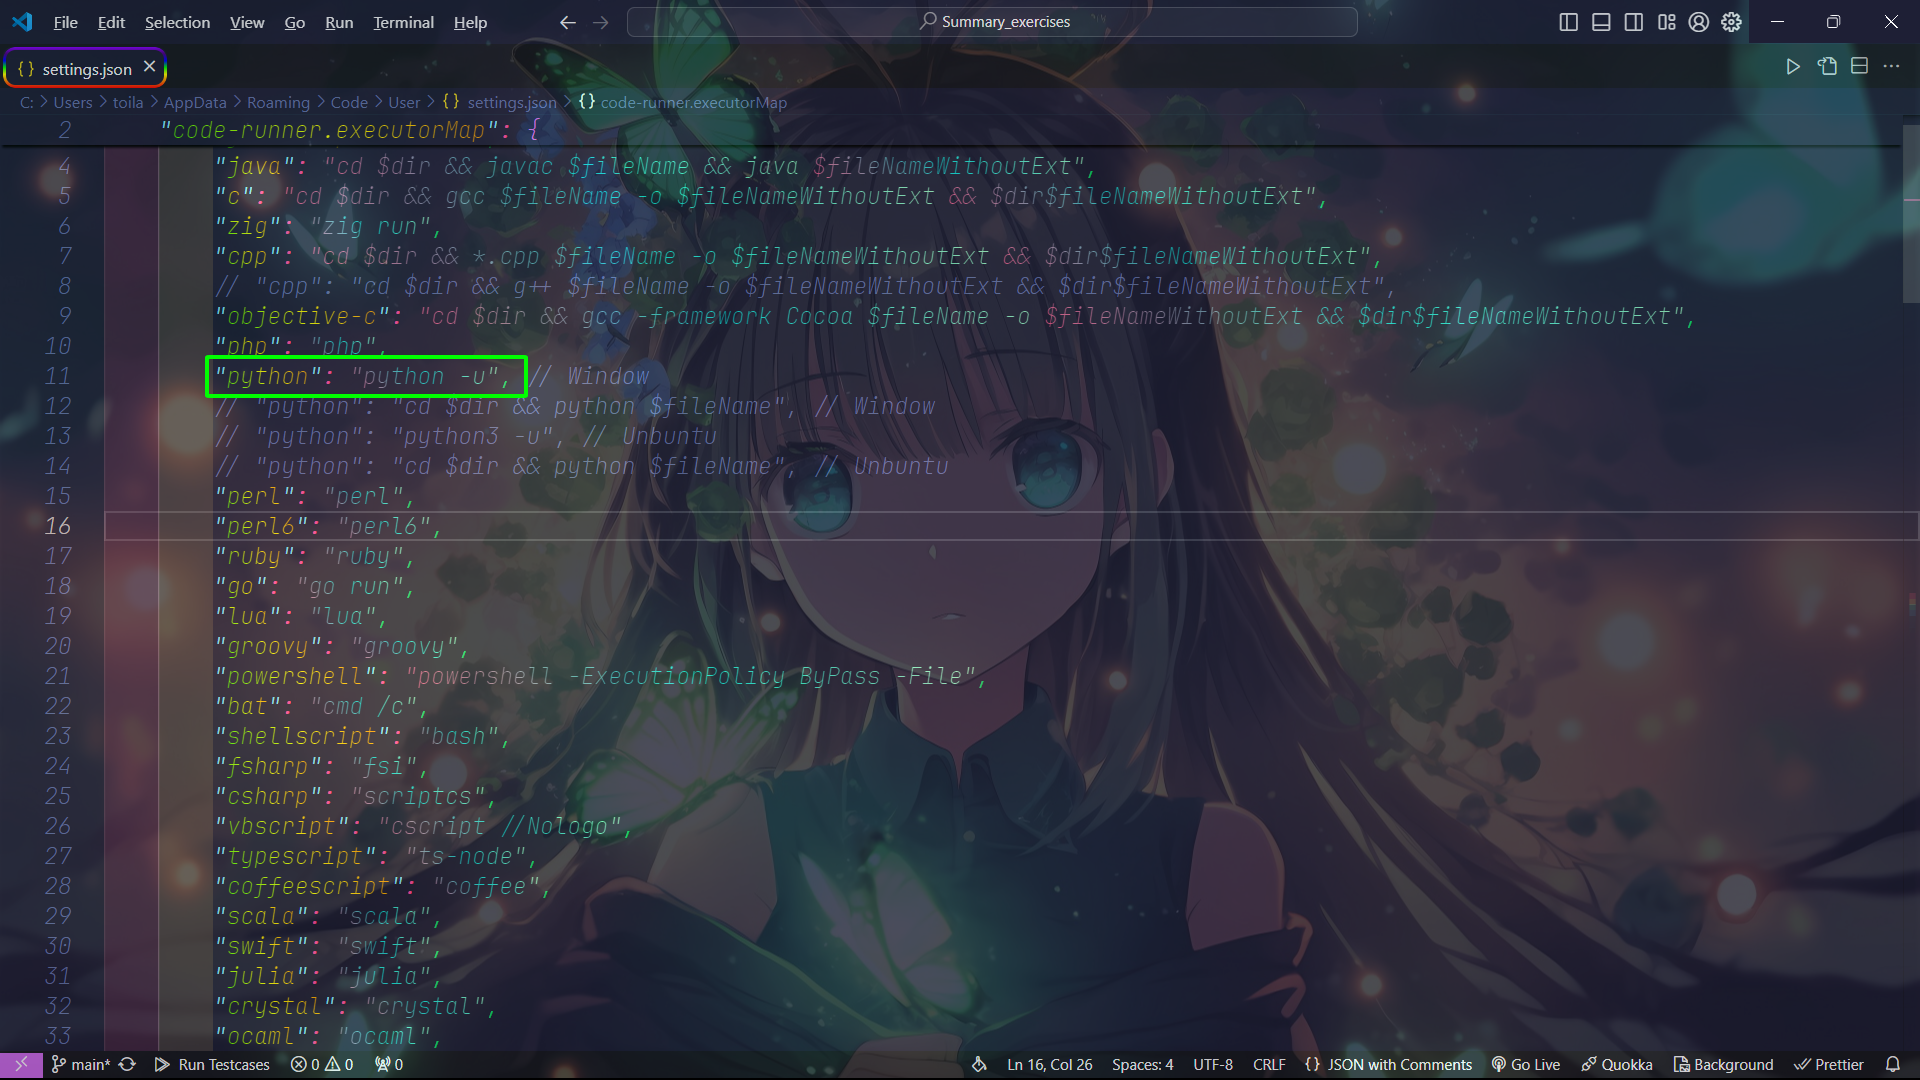 File Edit Selection View Go Run Terminal Help Summary_exercises
{} settings.json
C: > Users > toila > AppData > Roaming > Code > User > {} settings.json > {} code-runner.executorMap
2 "code-runner.executorMap": {
4 "java": "cd $dir && javac $fileName && java $fileNameWithoutExt",
5 "c": "cd $dir && gcc $fileName -o $fileNameWithoutExt && $dir$fileNameWithoutExt",
6 "zig": "zig run",
7 "cpp": "cd $dir && *.cpp $fileName -o $fileNameWithoutExt && $dir$fileNameWithoutExt",
8 // "cpp": "cd $dir && g++ $fileName -o $fileNameWithoutExt && $dir$fileNameWithoutExt",
9 "objective-c": "cd $dir && gcc -framework Cocoa $fileName -o $fileNameWithoutExt && $dir$fileNameWithoutExt",
10 "php": "php",
11 "python": "python -u", // Window
12 // "python": "cd $dir && python $fileName", // Window
13 // "python": "python3 -u", // Unbuntu
14 // "python": "cd $dir && python $fileName", // Unbuntu
15 "perl": "perl",
16 "perl6": "perl6",
17 "ruby": "ruby",
18 "go": "go run",
19 "lua": "lua",
20 "groovy": "groovy",
21 "powershell": "powershell -ExecutionPolicy ByPass -File",
22 "bat": "cmd /c",
23 "shellscript": "bash",
24 "fsharp": "fsi",
25 "csharp": "scriptcs",
26 "vbscript": "cscript //Nologo",
27 "typescript": "ts-node",
28 "coffeescript": "coffee",
29 "scala": "scala",
30 "swift": "swift",
31 "julia": "julia",
32 "crystal": "crystal",
33 "ocaml": "ocaml",
main* Run Testcases 0 0 0 Ln 16, Col 26 Spaces: 4 UTF-8 CRLF {} JSON with Comments Go Live Quokka Background Prettier